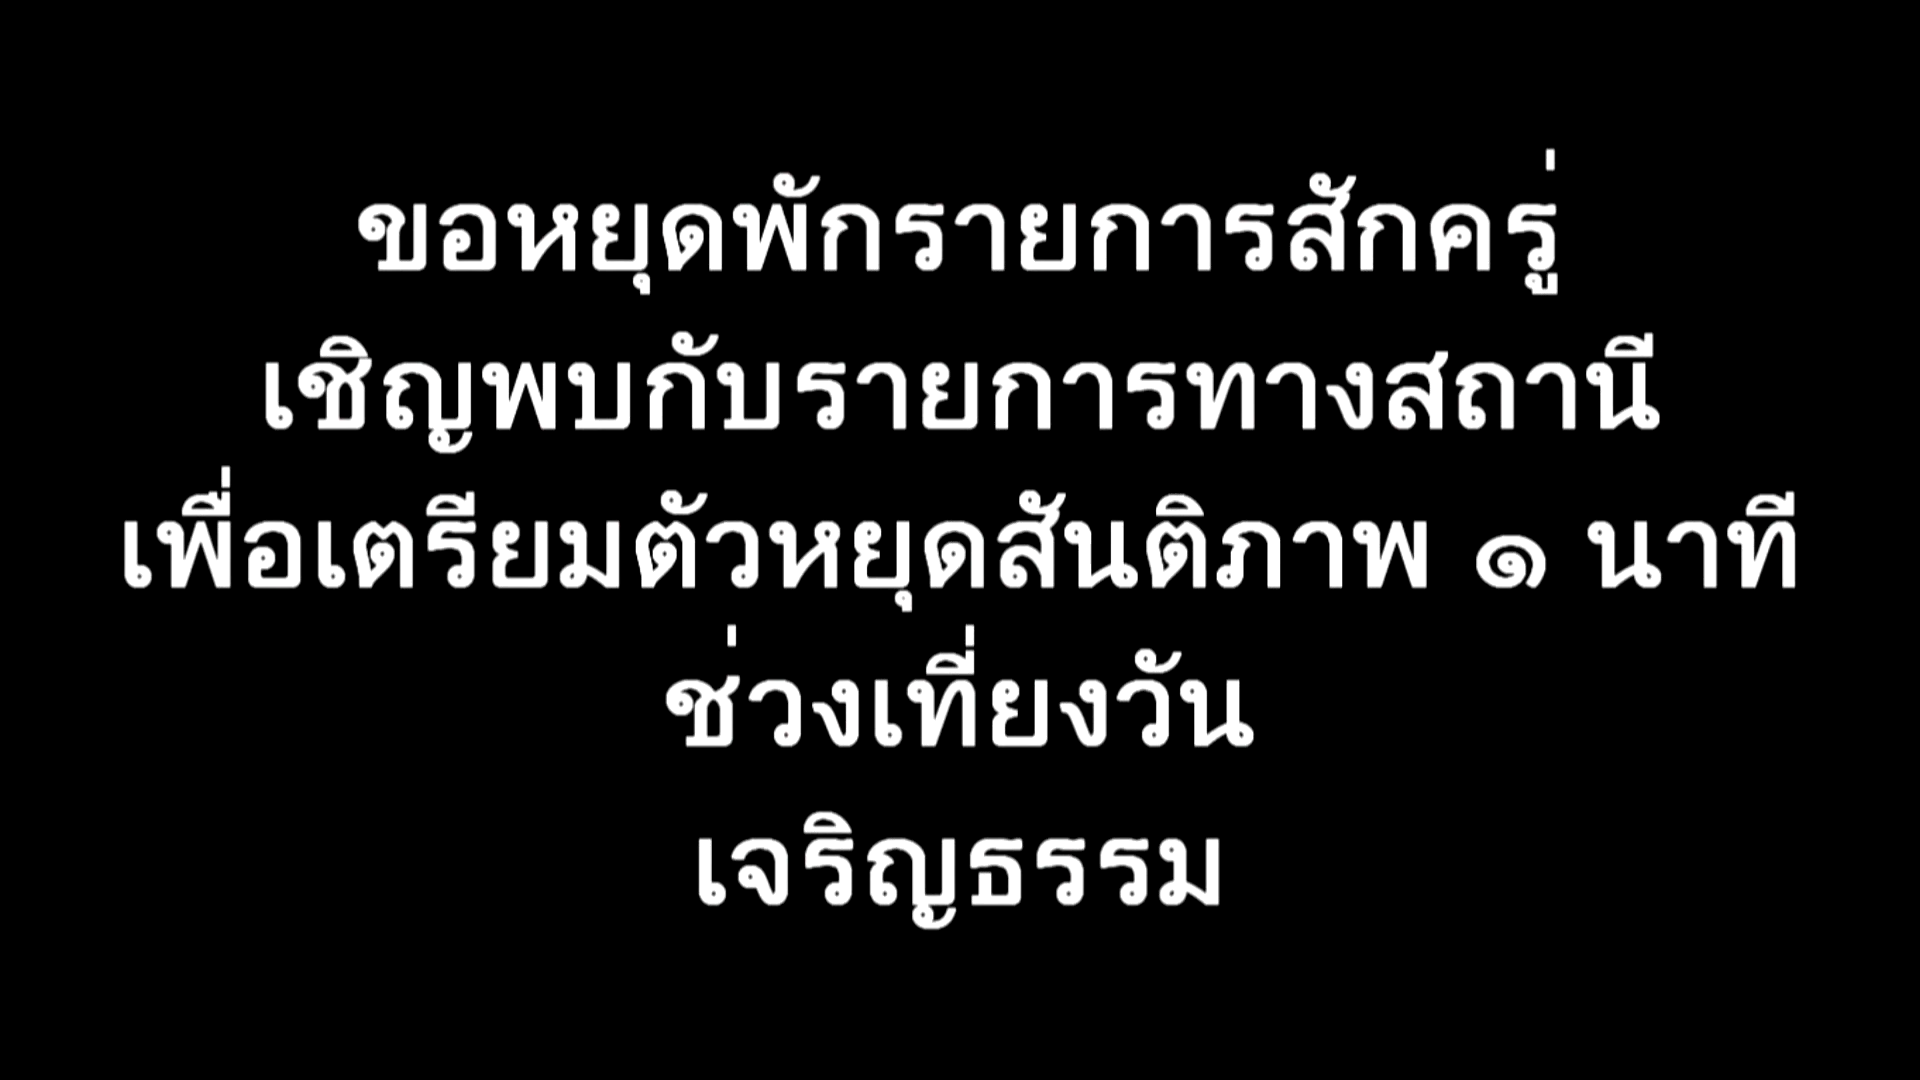 ขอหยุดพักรายการสักครู่
เชิญพบกับรายการทางสถานี
เพื่อเตรียมตัวหยุดสันติภาพ ๑ นาที
ช่วงเที่ยงวัน
เจริญธรรม